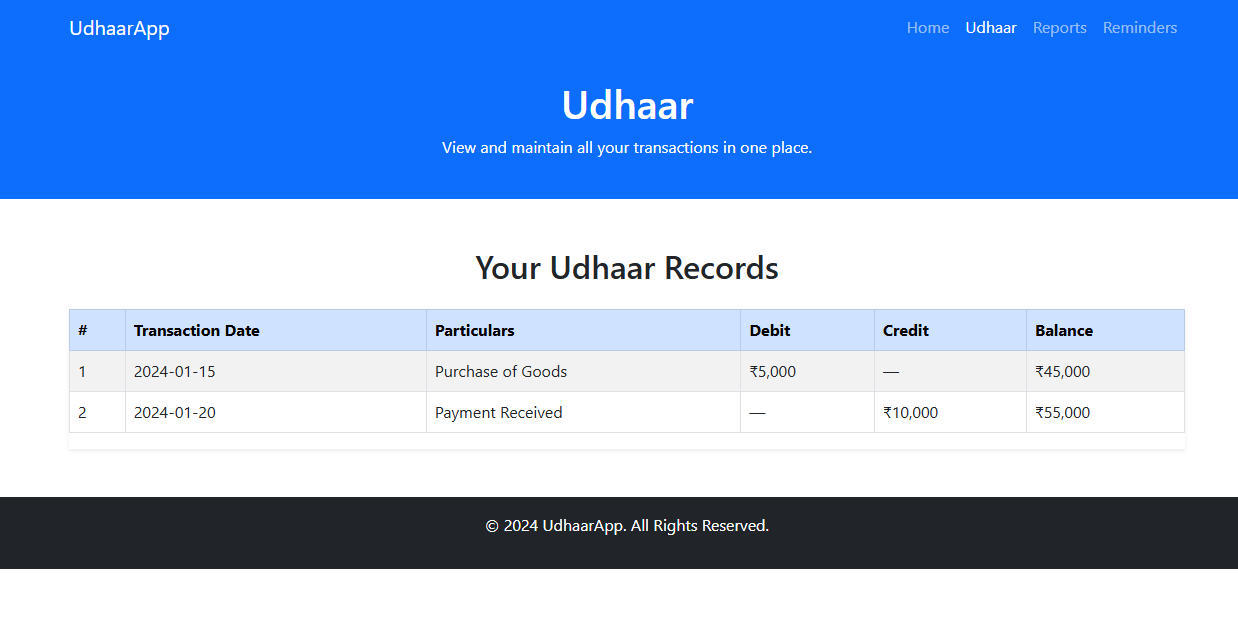 UdhaarApp Home Udhaar Reports Reminders
Udhaar
View and maintain all your transactions in one place.
Your Udhaar Records
# Transaction Date Particulars Debit Credit Balance
1 2024-01-15 Purchase of Goods ₹5,000 — ₹45,000
2 2024-01-20 Payment Received — ₹10,000 ₹55,000
© 2024 UdhaarApp. All Rights Reserved.